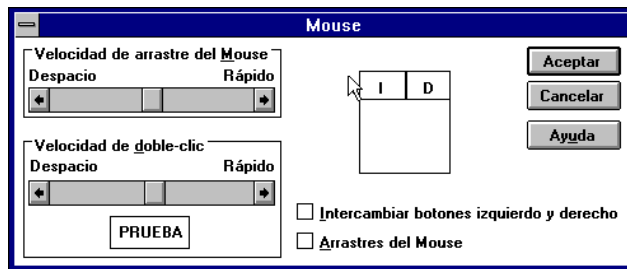 Mouse
Velocidad de arrastre del Mouse
Despacio Rápido
Velocidad de doble-clic
Despacio Rápido
PRUEBA
I D
Intercambiar botones izquierdo y derecho
Arrastres del Mouse
Aceptar
Cancelar
Ayuda